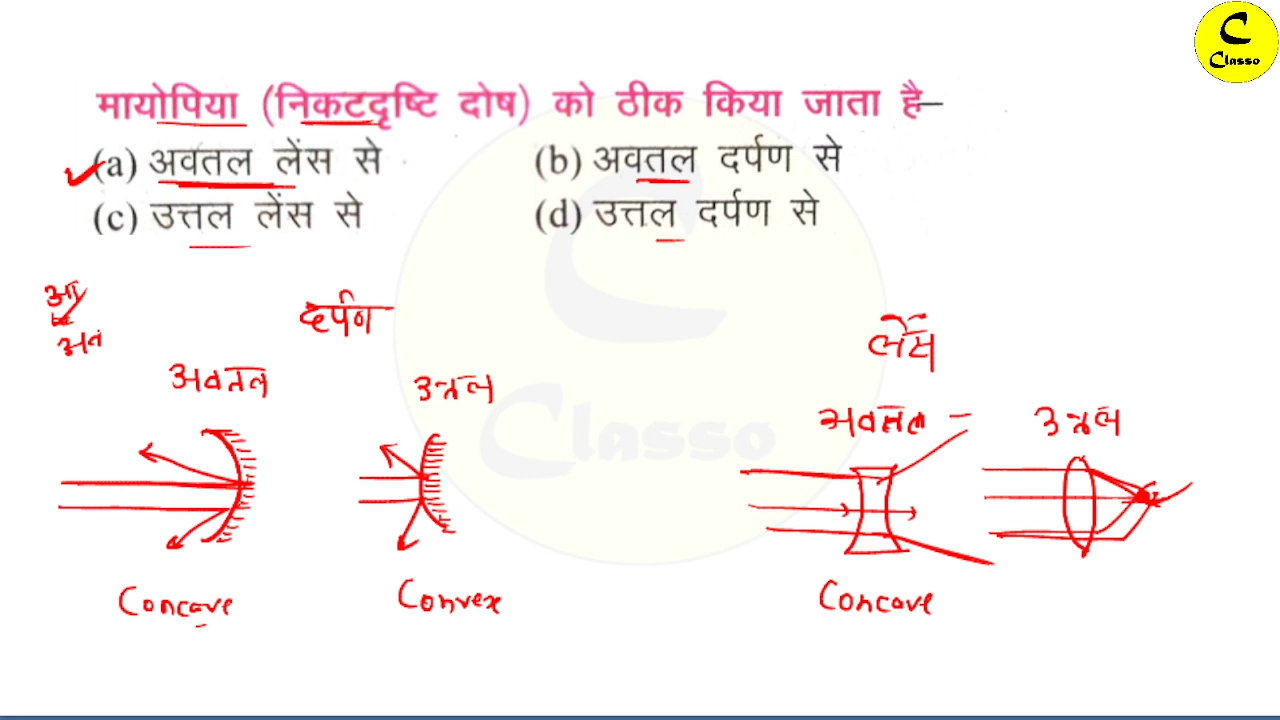 C
Classo
मायोपिया (निकटदृष्टि दोष) को ठीक किया जाता है–
(a) अवतल लेंस से (b) अवतल दर्पण से
(c) उत्तल लेंस से (d) उत्तल दर्पण से
दर्पण
लेंस
अवतल उत्तल
अवतल उत्तल
Concave Convex Concave
C
Classo